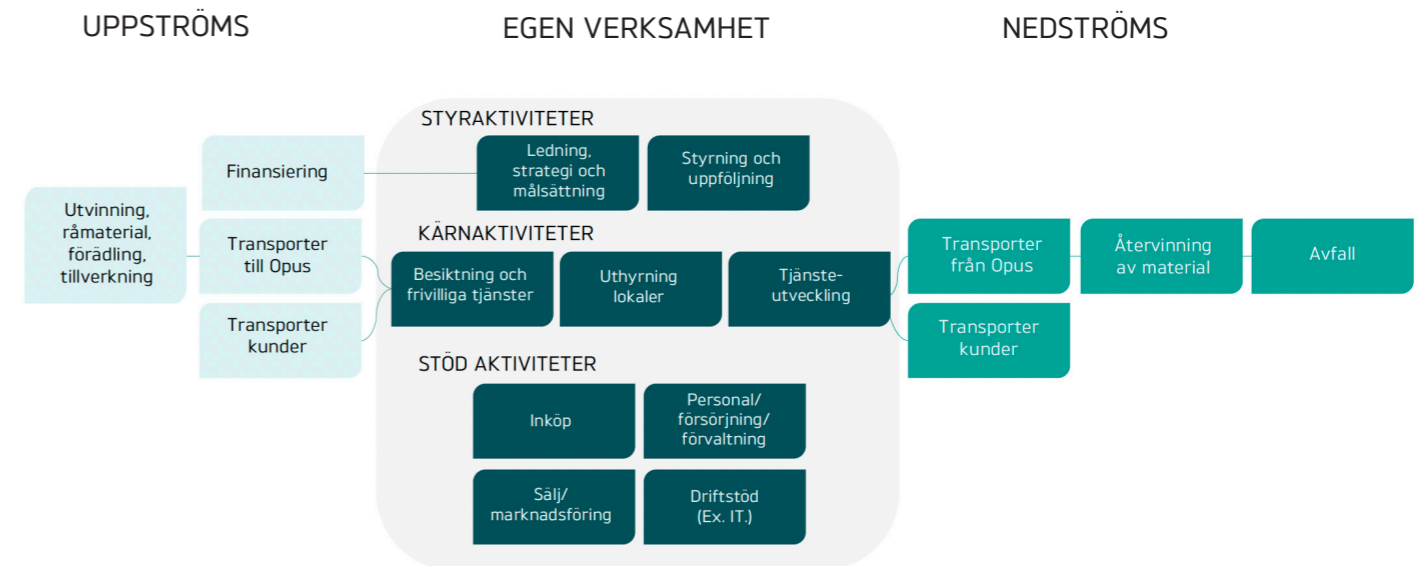 UPPSTRÖMS
EGEN VERKSAMHET
NEDSTRÖMS
Utvinning,
råmaterial,
förädling,
tillverkning
Finansiering
Transporter
till Opus
Transporter
kunder
STYRAKTIVITETER
Ledning,
strategi och
målsättning
Styrning och
uppföljning
KÄRNAKTIVITETER
Besiktning och
frivilliga tjänster
Uthyrning
lokaler
Tjänste-
utveckling
STÖD AKTIVITETER
Inköp
Personal/
försörjning/
förvaltning
Sälj/
marknadsföring
Driftstöd
(Ex. IT.)
Transporter
från Opus
Återvinning
av material
Avfall
Transporter
kunder